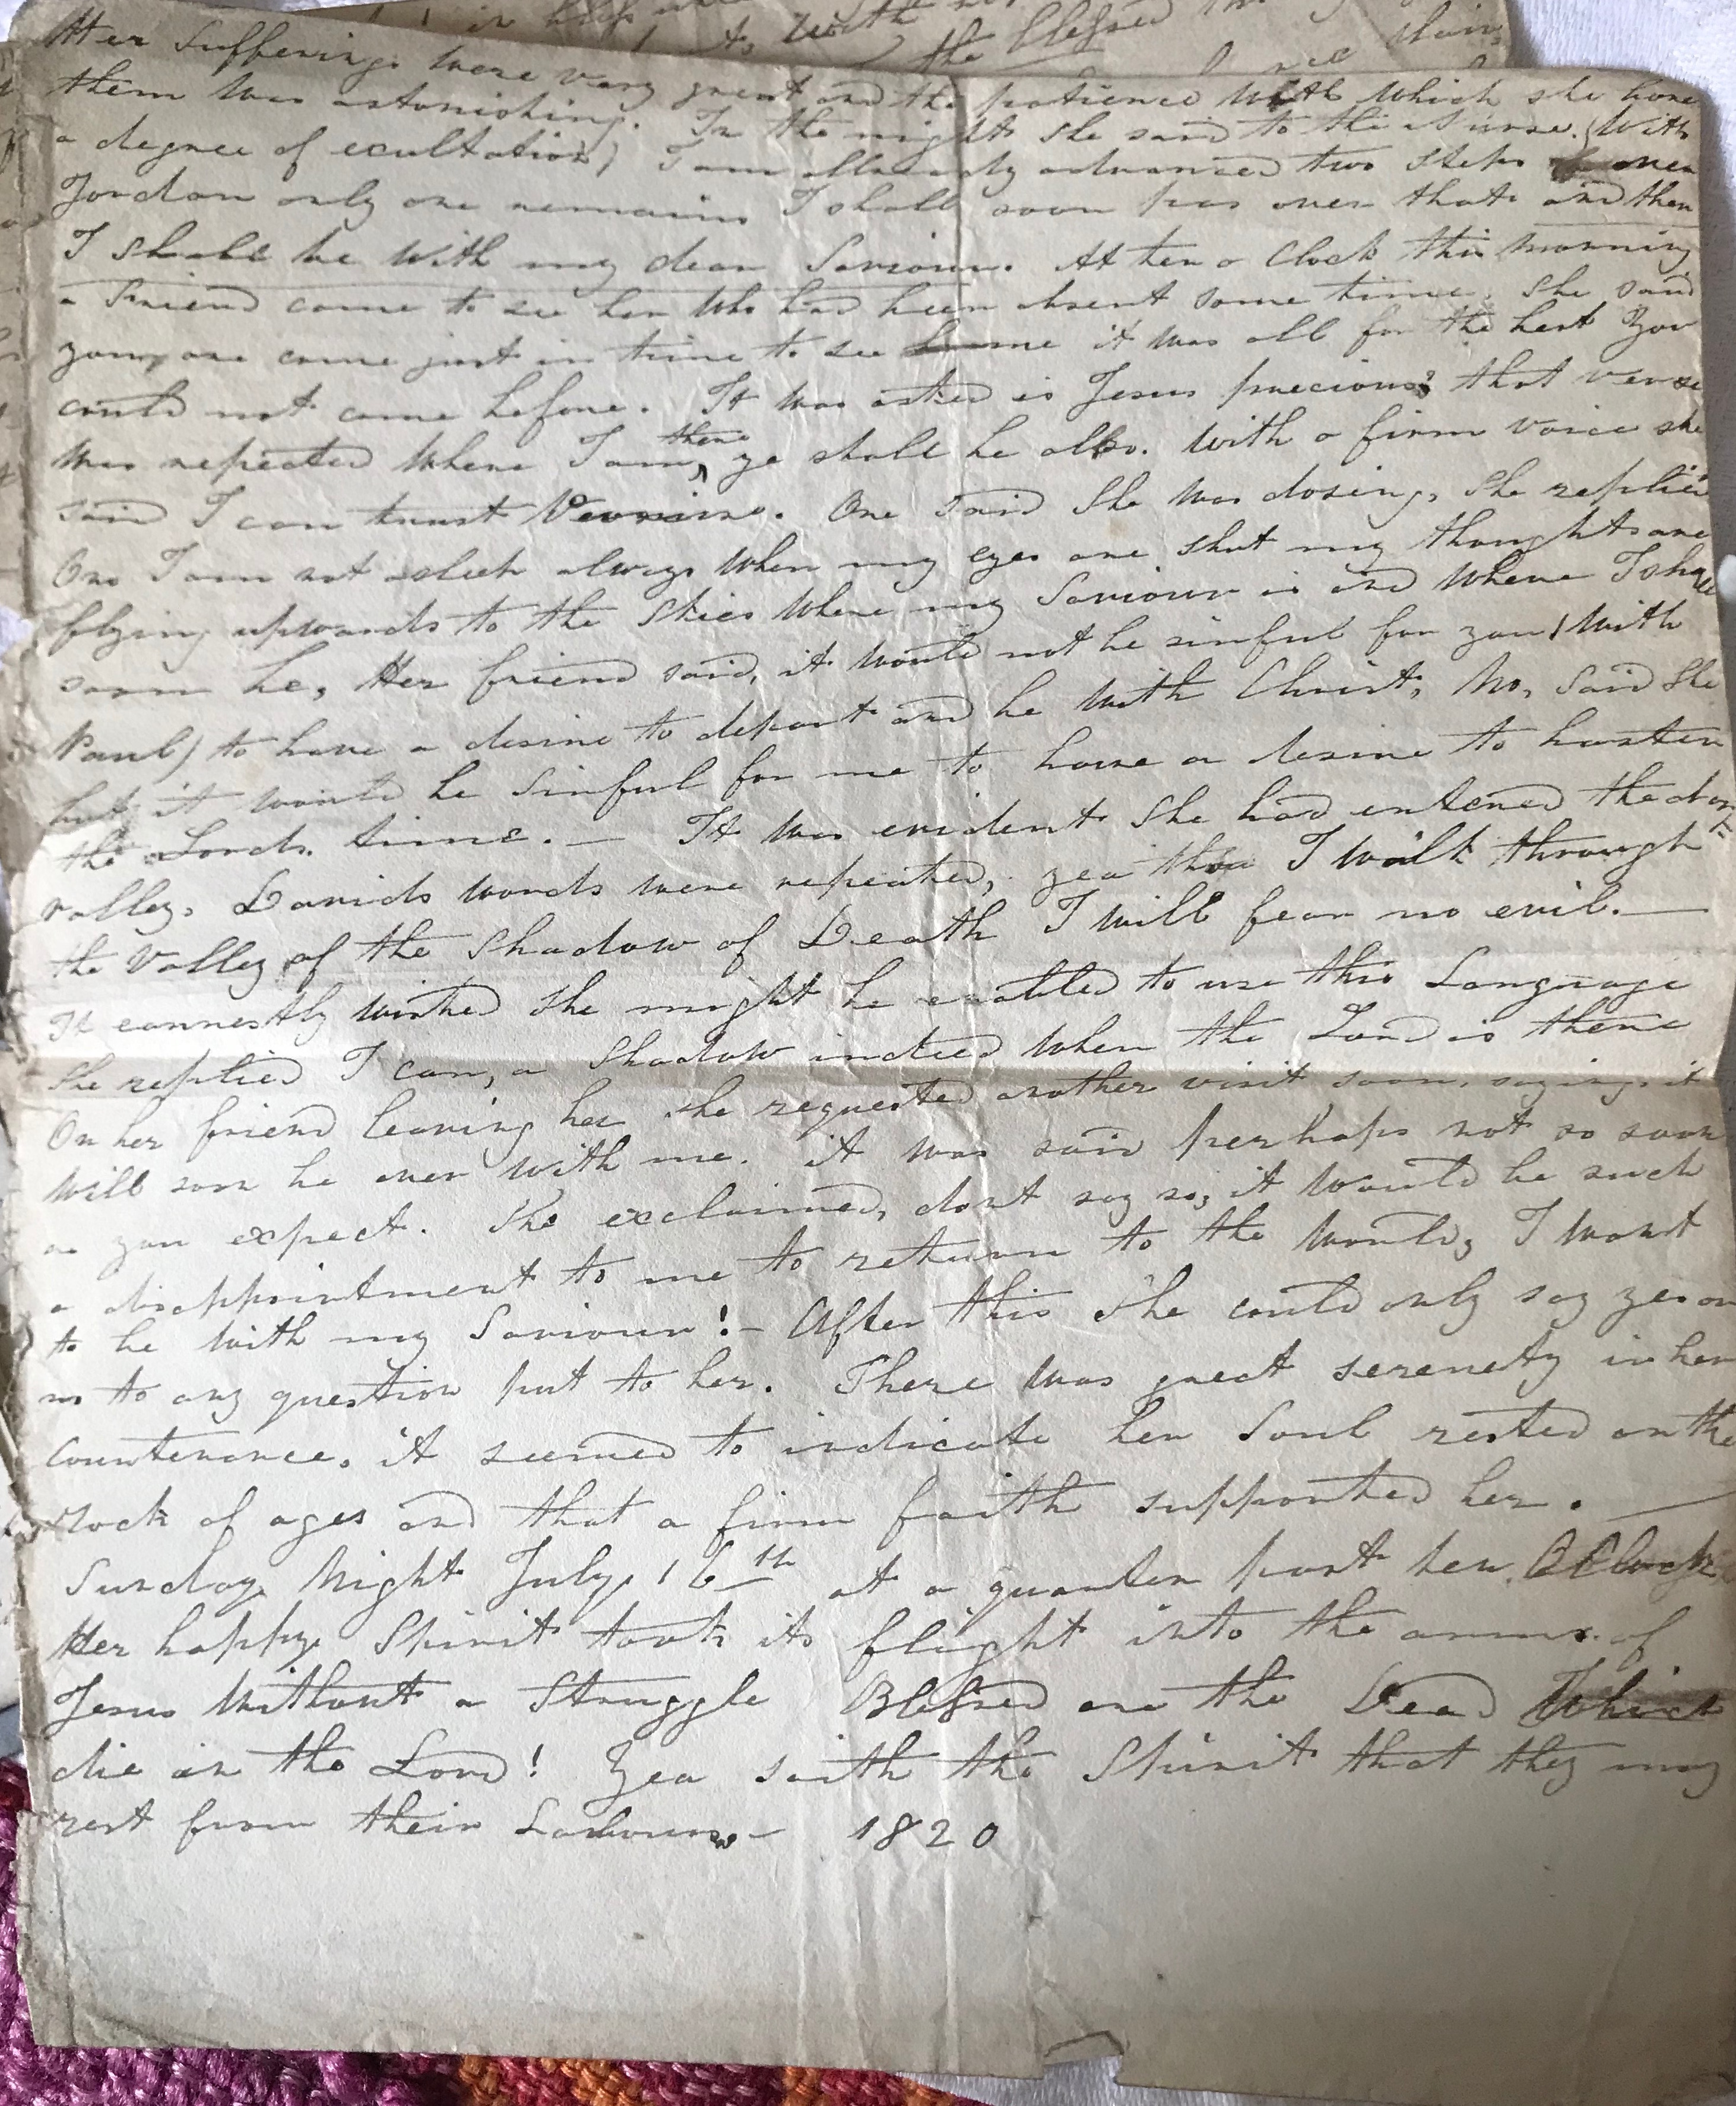 is
with
the blessed
their
Her Sufferings were very great and the patience With Which she bore
them was astonishing. In the night she said to the Nurse. (With
a degree of exultation) I am allready advanced two steps over
Jordan only one remains I shall soon pas over that and then
I shall be With my dear Saviour. At ten o Clock this morning
a Friend came to see her Who had been absent some time, She said
you are come just in time to see me it was all for the best You
could not come before. It was asked is Jesus precious? that verse
Was repeated Where I am, there ye shall be also. With a firm voice she
said I can trust Veorine. One Said She was dosing, She replied
One I am not asleep always When my eyes are shut my thoughts are
flying upwards to the Skies Where my Saviour is and Where I shall
soon be, Her friend said, it would not be sinful for you (With
Paul) to have a desire to depart and be With Christ, No, Said She
but it would be Sinful for me to have a desire to hasten
the Lords time. — It was evident She had entered the dark
valley, Davids words were repeated, yea tho I walk through
the Valley of the Shadow of Death I will fear no evil. —
It earnestly wished She might be enabled to use this Language
She replied I can, a Shadow indeed When the Lord is there
On her friend leaving her She requested another visit soon, saying it
Will soon be over with me. it was said perhaps not so soon
as you expect. She exclaimed, dont say so, it Would be such
a disappointment to me to return to the World, I want
to be With my Saviour! - After this She could only say yes or
no to any question put to her. There Was great serenety in her
Countenance, it seemed to indicate her Soul rested on the
rock of ages and that a firm faith supported her. —
Sunday Night July 16th at a quarter past ten O Clock
Her happy Spirit took its flight into the arms of
Jesus Without a Struggle Blessed are the Dead Which
die in the Lord! Yea saith the Spirit that they may
rest from their Labours - 1820